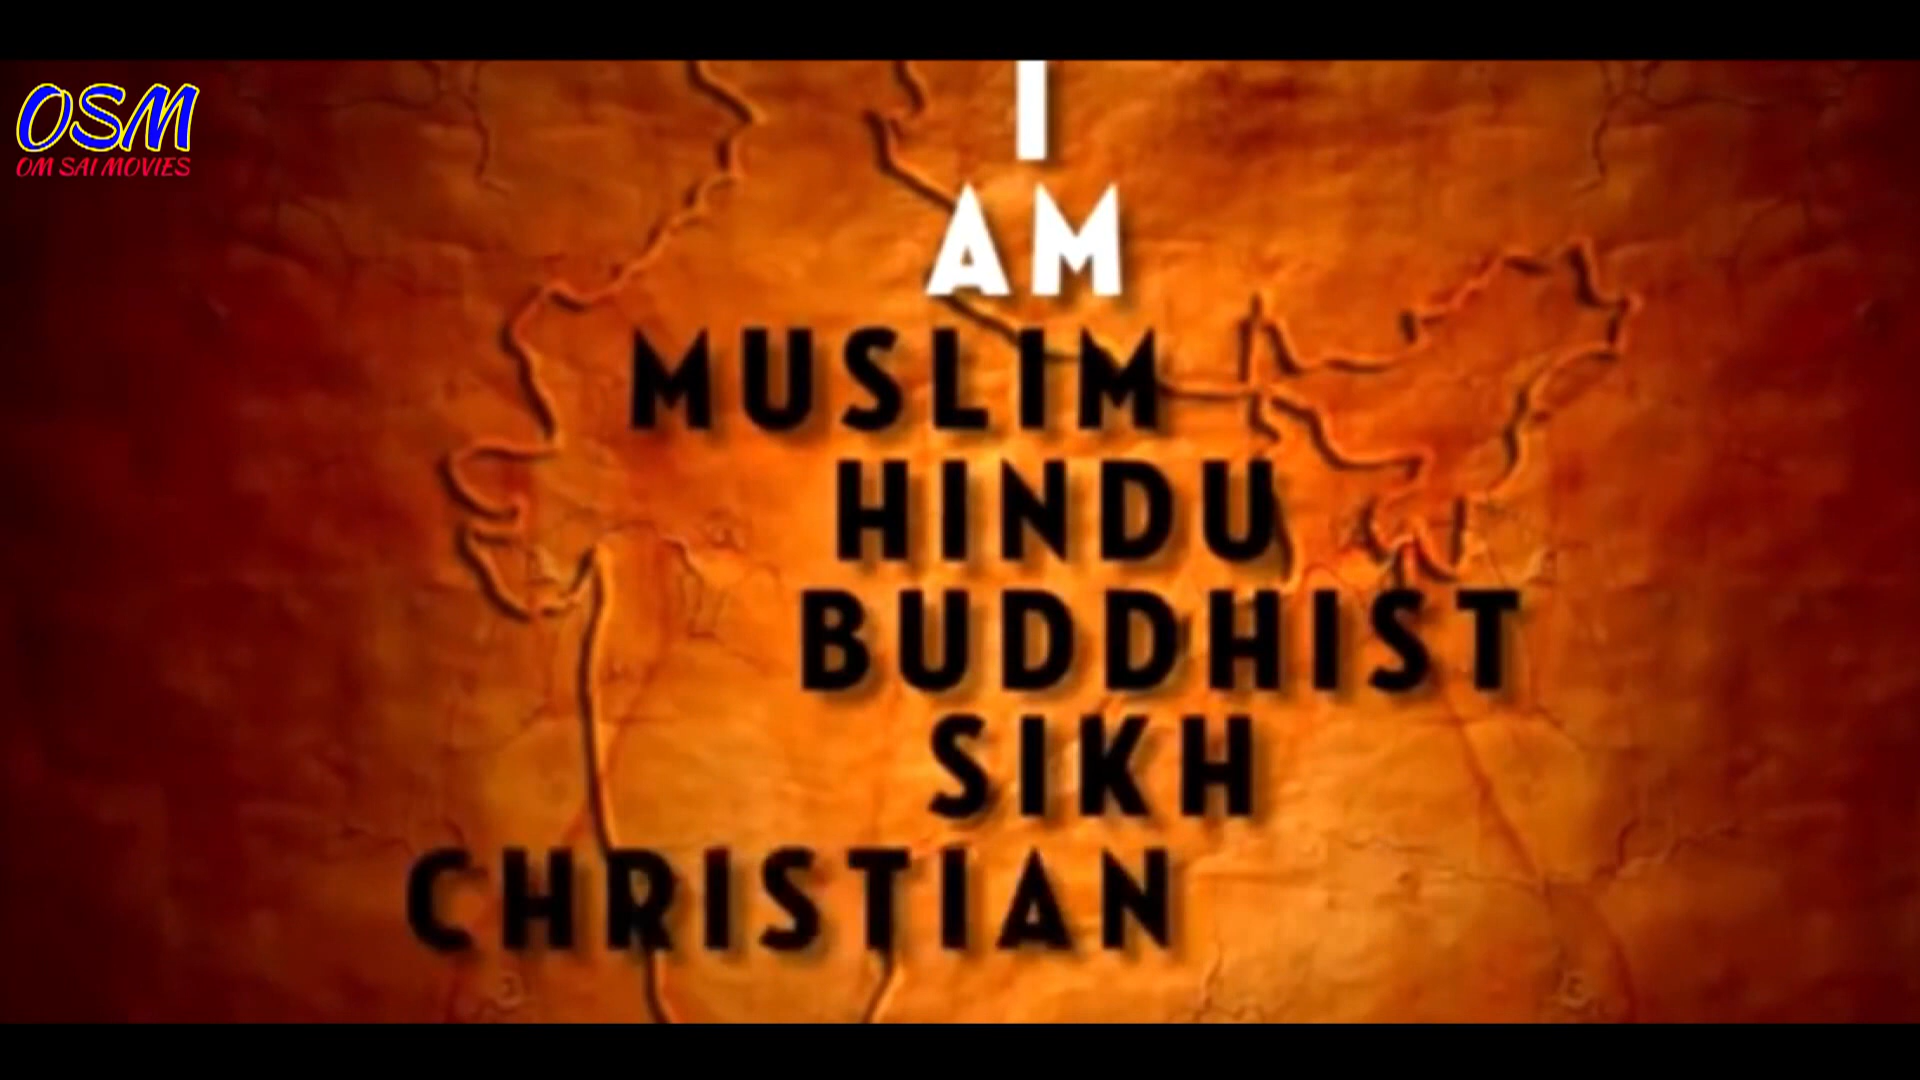 OSM
OM SAI MOVIES
I
AM
MUSLIM
HINDU
BUDDHIST
SIKH
CHRISTIAN